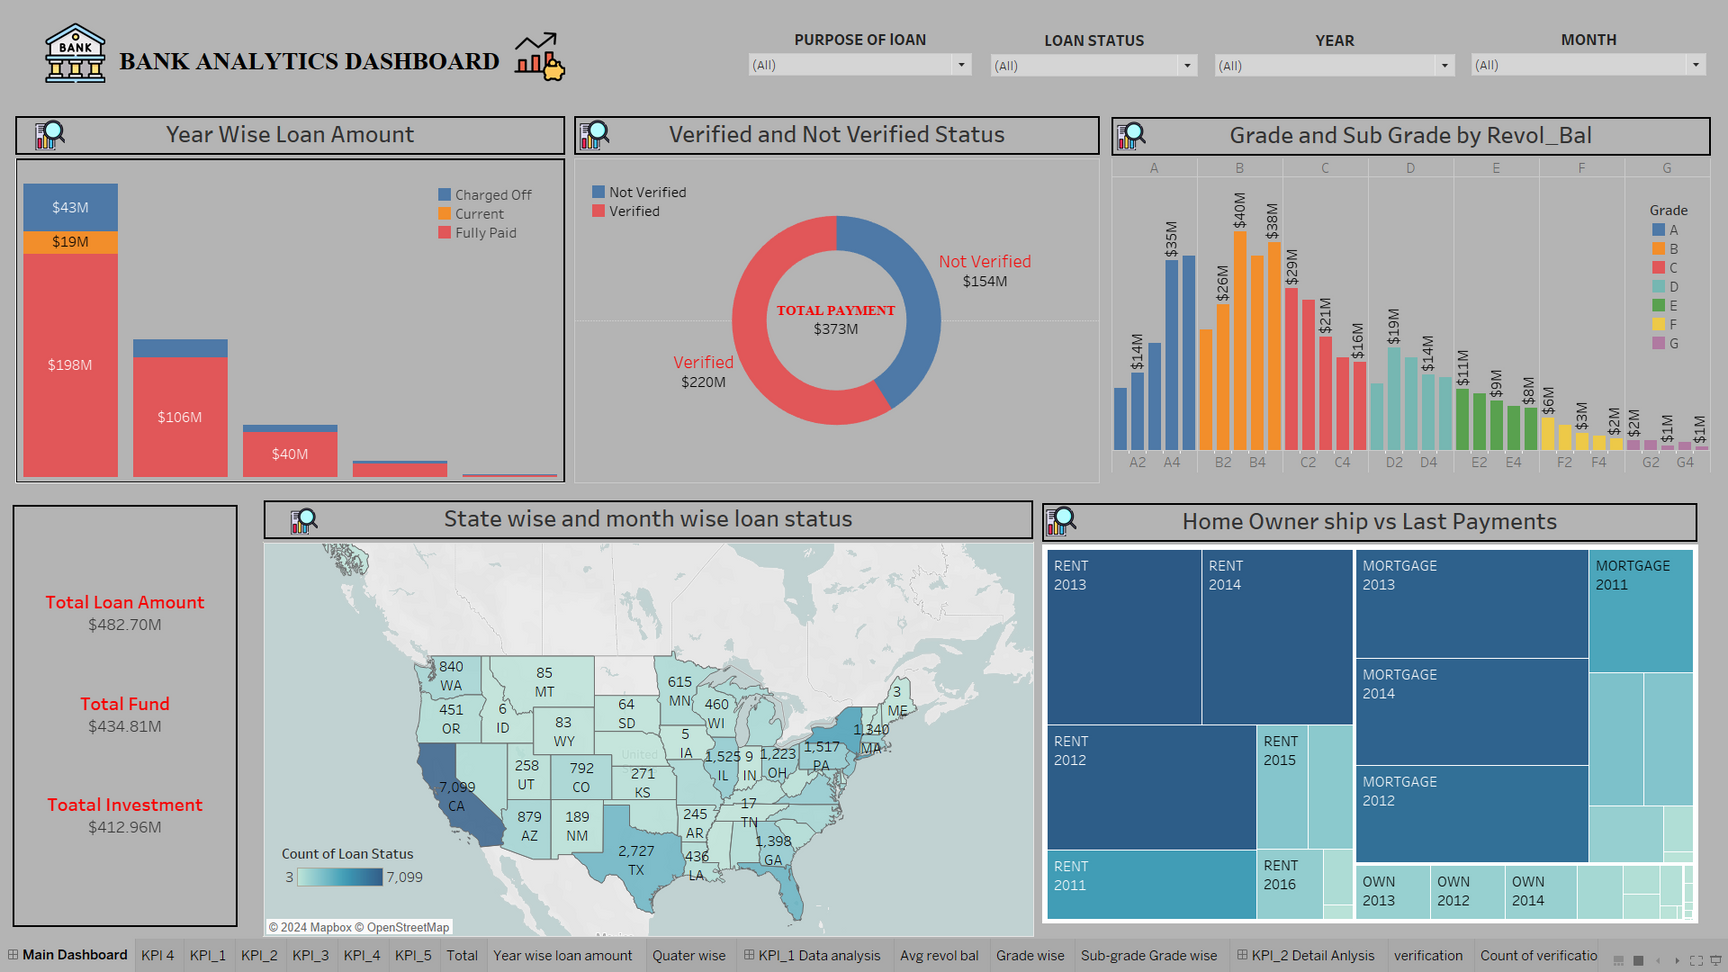 BANK
BANK ANALYTICS DASHBOARD
PURPOSE OF lOAN
LOAN STATUS
YEAR
MONTH
(All)
(All)
(All)
(All)
Year Wise Loan Amount
$43M
$19M
$198M
$106M
$40M
Charged Off
Current
Fully Paid
Verified and Not Verified Status
Not Verified
Verified
Not Verified
$154M
TOTAL PAYMENT
$373M
Verified
$220M
Grade and Sub Grade by Revol_Bal
A B C D E F G
$14M
$35M
$26M
$40M
$38M
$29M
$21M
$16M
$19M
$14M
$11M
$9M
$8M
$6M
$3M
$2M
$2M
$1M
$1M
A2 A4 B2 B4 C2 C4 D2 D4 E2 E4 F2 F4 G2 G4
Grade
A
B
C
D
E
F
G
Total Loan Amount
$482.70M
Total Fund
$434.81M
Toatal Investment
$412.96M
State wise and month wise loan status
840
WA
85
MT
615
MN
451
OR
6
ID
64
SD
460
WI
3
ME
83
WY
5
IA
1,340
MA
1,517
PA
258
UT
792
CO
271
KS
1,525
IL
9
IN
1,223
OH
7,099
CA
879
AZ
189
NM
245
AR
17
TN
2,727
TX
436
LA
1,398
GA
United
Count of Loan Status
3 7,099
© 2024 Mapbox © OpenStreetMap
Home Owner ship vs Last Payments
RENT
2013
RENT
2014
RENT
2012
RENT
2015
RENT
2011
RENT
2016
MORTGAGE
2013
MORTGAGE
2011
MORTGAGE
2014
MORTGAGE
2012
OWN
2013
OWN
2012
OWN
2014
Main Dashboard KPI 4 KPI_1 KPI_2 KPI_3 KPI_4 KPI_5 Total Year wise loan amount Quater wise KPI_1 Data analysis Avg revol bal Grade wise Sub-grade Grade wise KPI_2 Detail Anlysis verification Count of verificatio